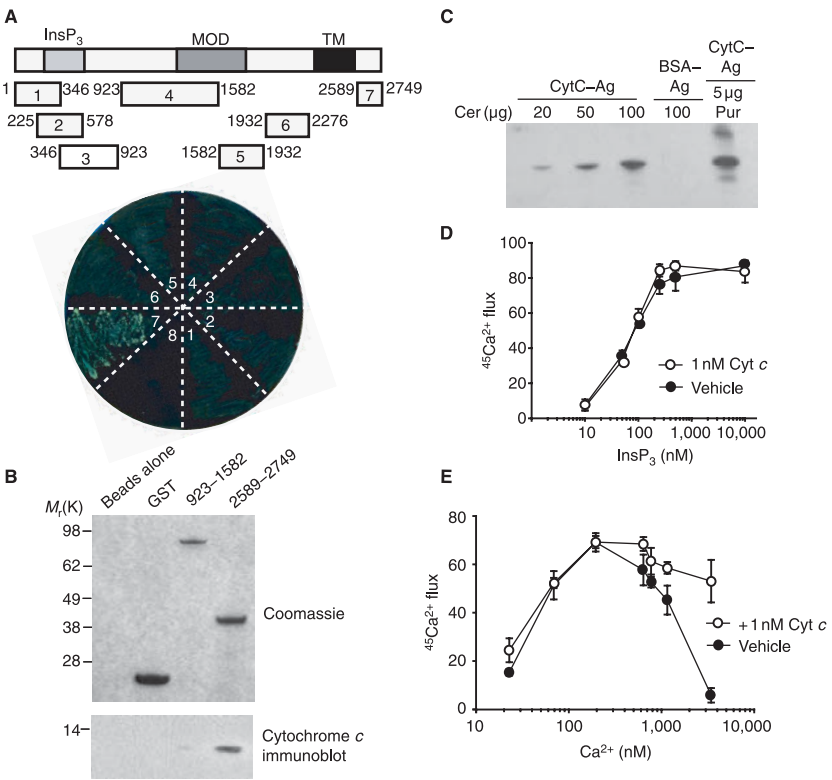 A
InsP3 MOD TM
1 1 346 923 4 1582 2589 7 2749
225 2 578 1932 6 2276
346 3 923 1582 5 1932
5 4
6 3
7 2
8 1
B
Beads alone
GST
923–1582
2589–2749
Mr(K)
98
62
49
38
28
Coomassie
14
Cytochrome c
immunoblot
C
CytC–Ag
BSA–
Ag
CytC–
Ag
Cer (µg) 20 50 100 100 5 µg
Pur
D
100
80
60
40
20
0
45Ca2+ flux
1 nM Cyt c
Vehicle
10 100 1,000 10,000
InsP3 (nM)
E
80
60
40
20
0
45Ca2+ flux
+1 nM Cyt c
Vehicle
10 100 1,000 10,000
Ca2+ (nM)